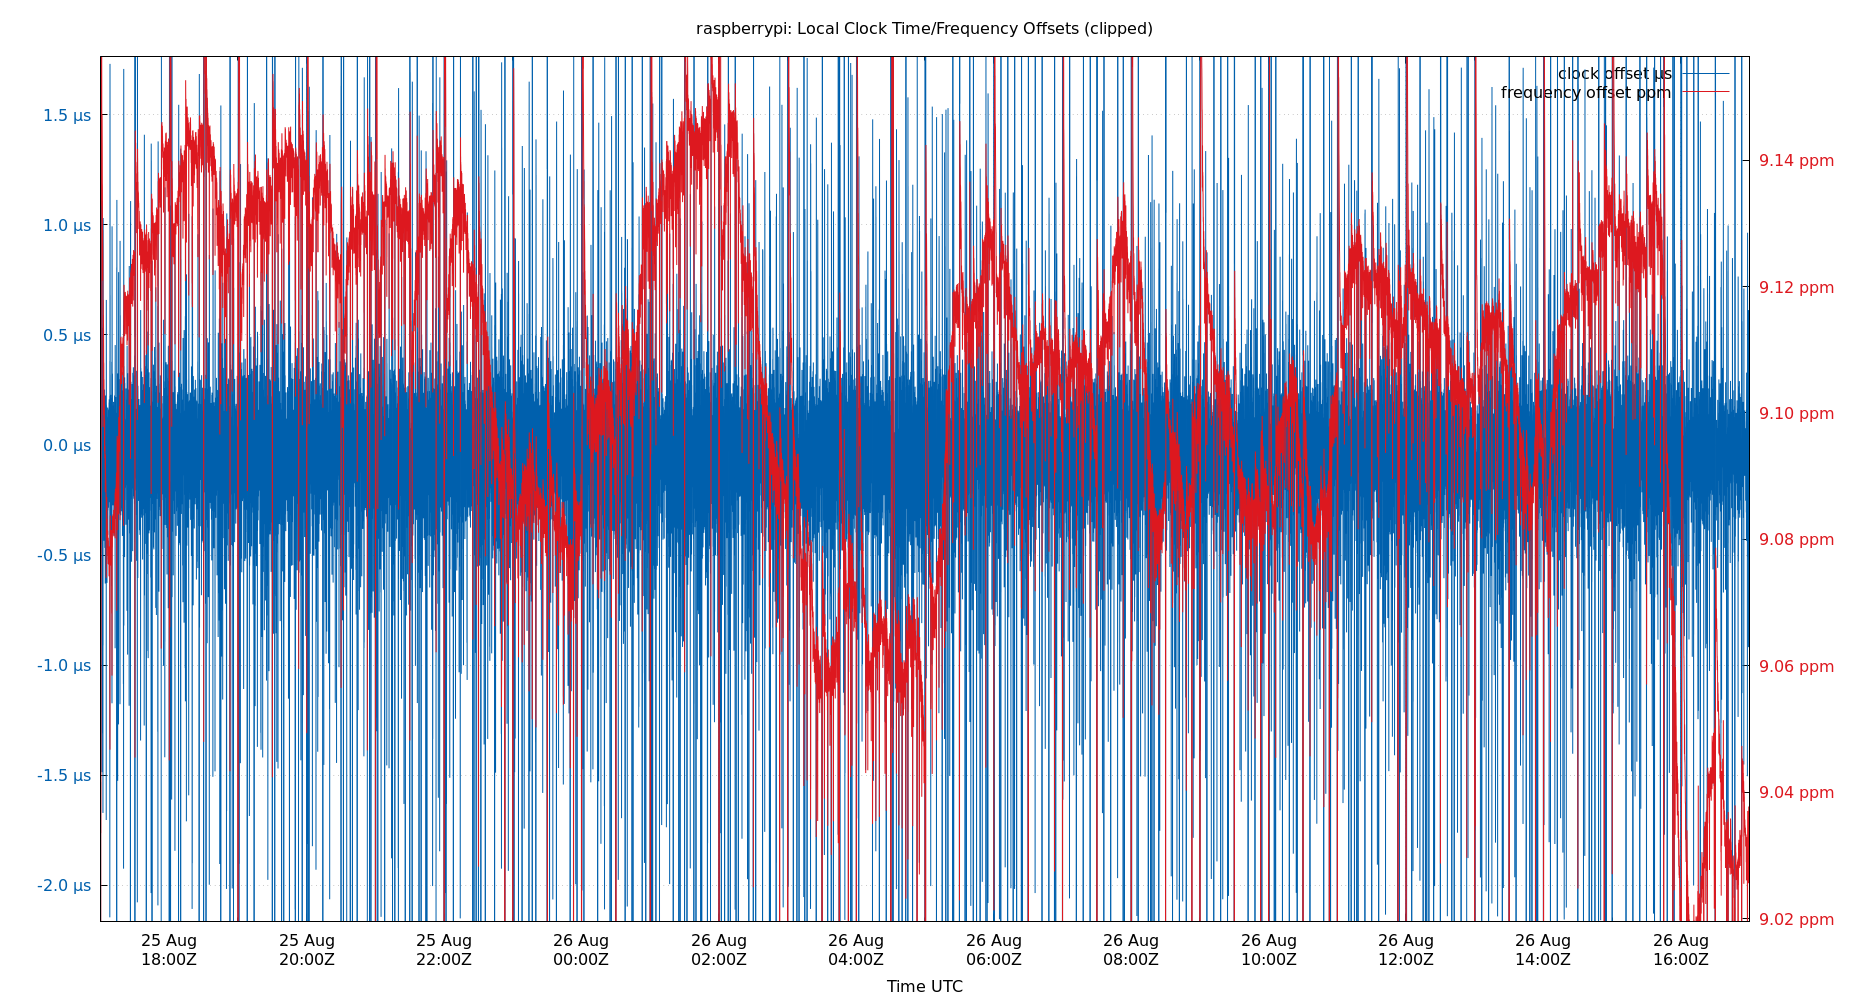 raspberrypi: Local Clock Time/Frequency Offsets (clipped)
clock offset µs
frequency offset ppm
1.5 µs
1.0 µs
0.5 µs
0.0 µs
-0.5 µs
-1.0 µs
-1.5 µs
-2.0 µs
9.14 ppm
9.12 ppm
9.10 ppm
9.08 ppm
9.06 ppm
9.04 ppm
9.02 ppm
25 Aug 25 Aug 25 Aug 26 Aug 26 Aug 26 Aug 26 Aug 26 Aug 26 Aug 26 Aug 26 Aug 26 Aug
18:00Z 20:00Z 22:00Z 00:00Z 02:00Z 04:00Z 06:00Z 08:00Z 10:00Z 12:00Z 14:00Z 16:00Z
Time UTC